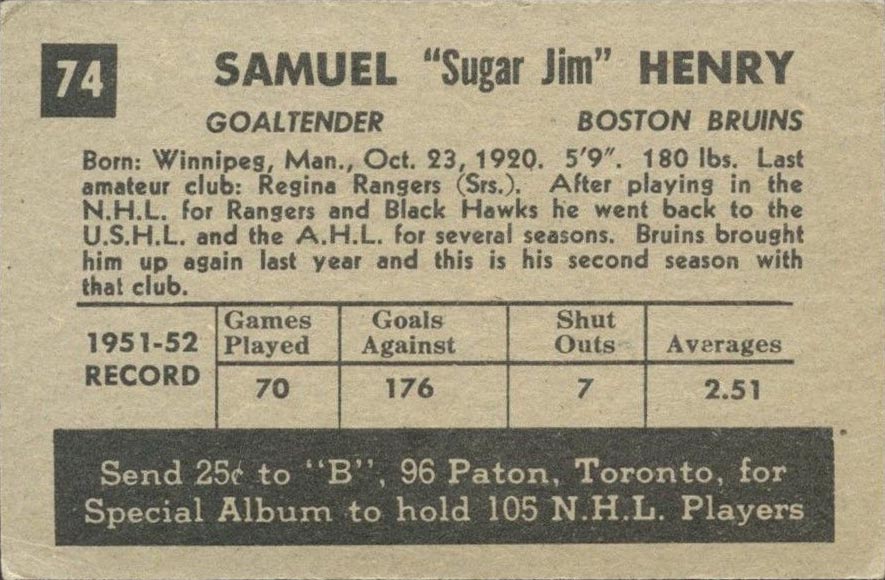 74
SAMUEL "Sugar Jim" HENRY
GOALTENDER BOSTON BRUINS
Born: Winnipeg, Man., Oct. 23, 1920. 5'9". 180 lbs. Last
amateur club: Regina Rangers (Srs.). After playing in the
N.H.L. for Rangers and Black Hawks he went back to the
U.S.H.L. and the A.H.L. for several seasons. Bruins brought
him up again last year and this is his second season with
that club.
1951-52 RECORD
Games Played Goals Against Shut Outs Averages
70 176 7 2.51
Send 25¢ to "B", 96 Paton, Toronto, for
Special Album to hold 105 N.H.L. Players